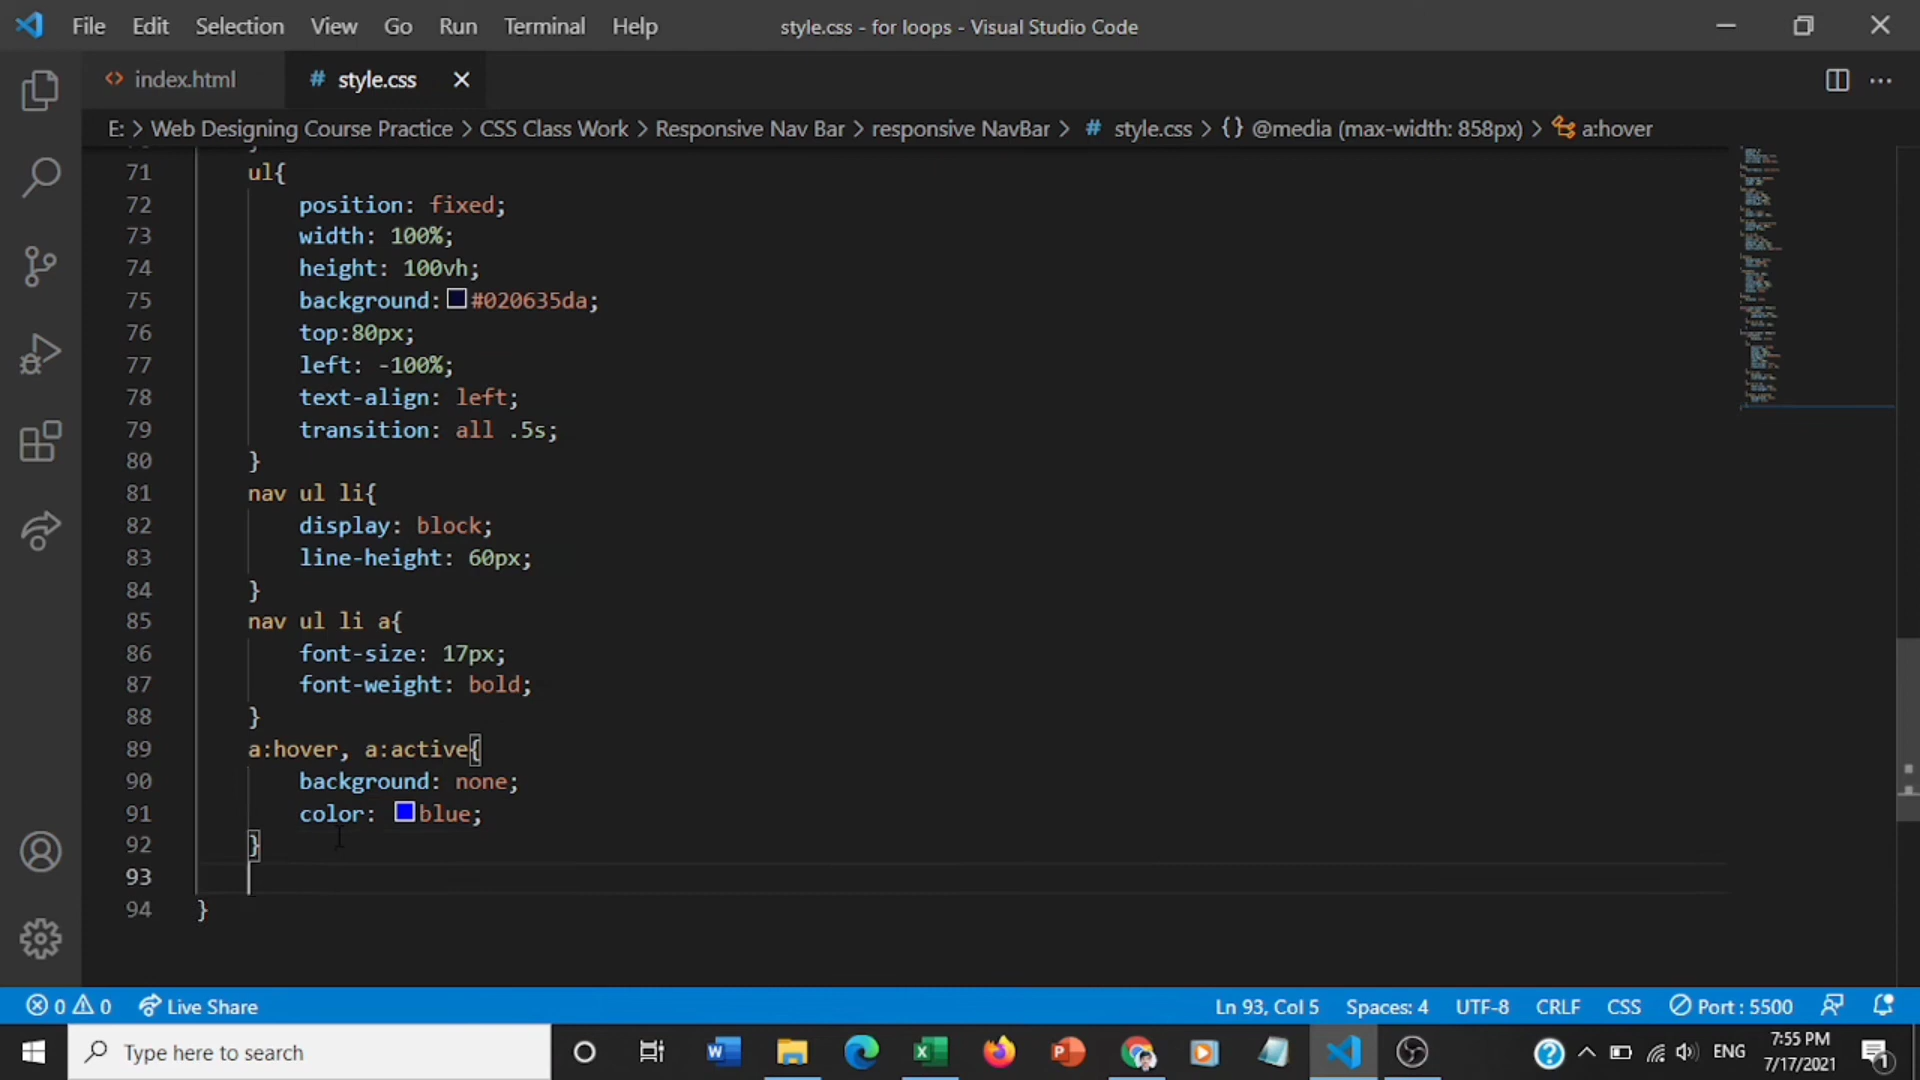 File Edit Selection View Go Run Terminal Help style.css - for loops - Visual Studio Code
index.html style.css
E: > Web Designing Course Practice > CSS Class Work > Responsive Nav Bar > responsive NavBar > # style.css > {} @media (max-width: 858px) > a:hover
71 ul{
72 position: fixed;
73 width: 100%;
74 height: 100vh;
75 background: #020635da;
76 top:80px;
77 left: -100%;
78 text-align: left;
79 transition: all .5s;
80 }
81 nav ul li{
82 display: block;
83 line-height: 60px;
84 }
85 nav ul li a{
86 font-size: 17px;
87 font-weight: bold;
88 }
89 a:hover, a:active{
90 background: none;
91 color: blue;
92 }
93
94 }
0 0 Live Share Ln 93, Col 5 Spaces: 4 UTF-8 CRLF CSS Port : 5500
Type here to search ENG 7:55 PM
7/17/2021 1